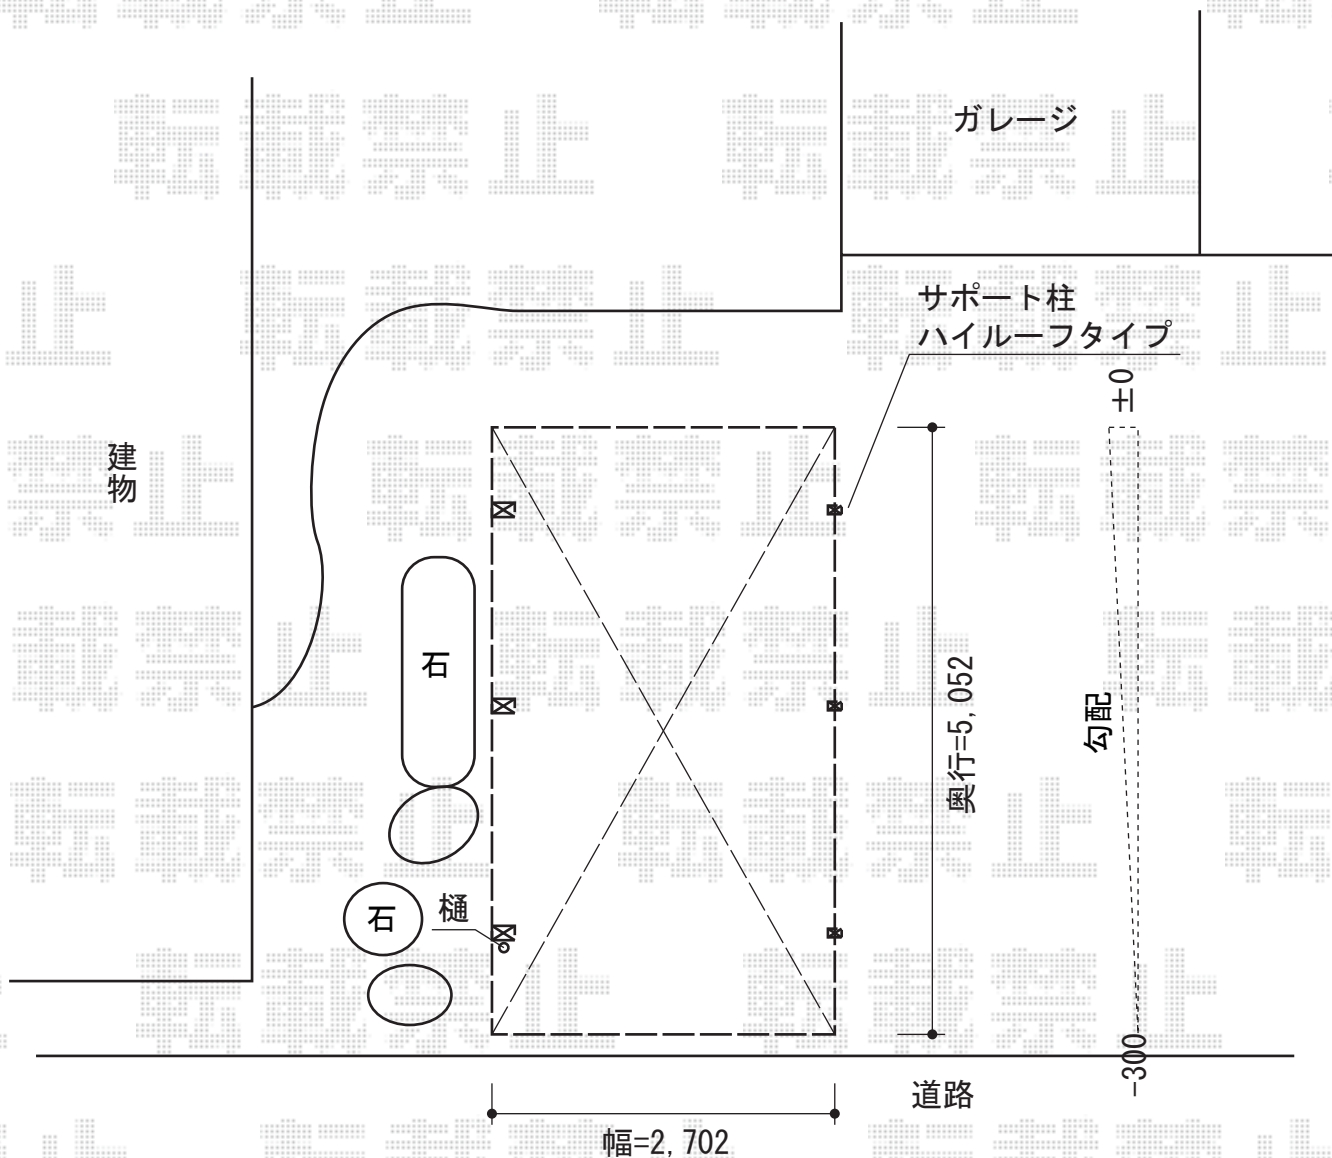 ガレージ
サポート柱
ハイルーフタイプ
±0
建物
石
奥行=5,052
勾配
石
樋
-300
道路
幅=2,702
転載禁止